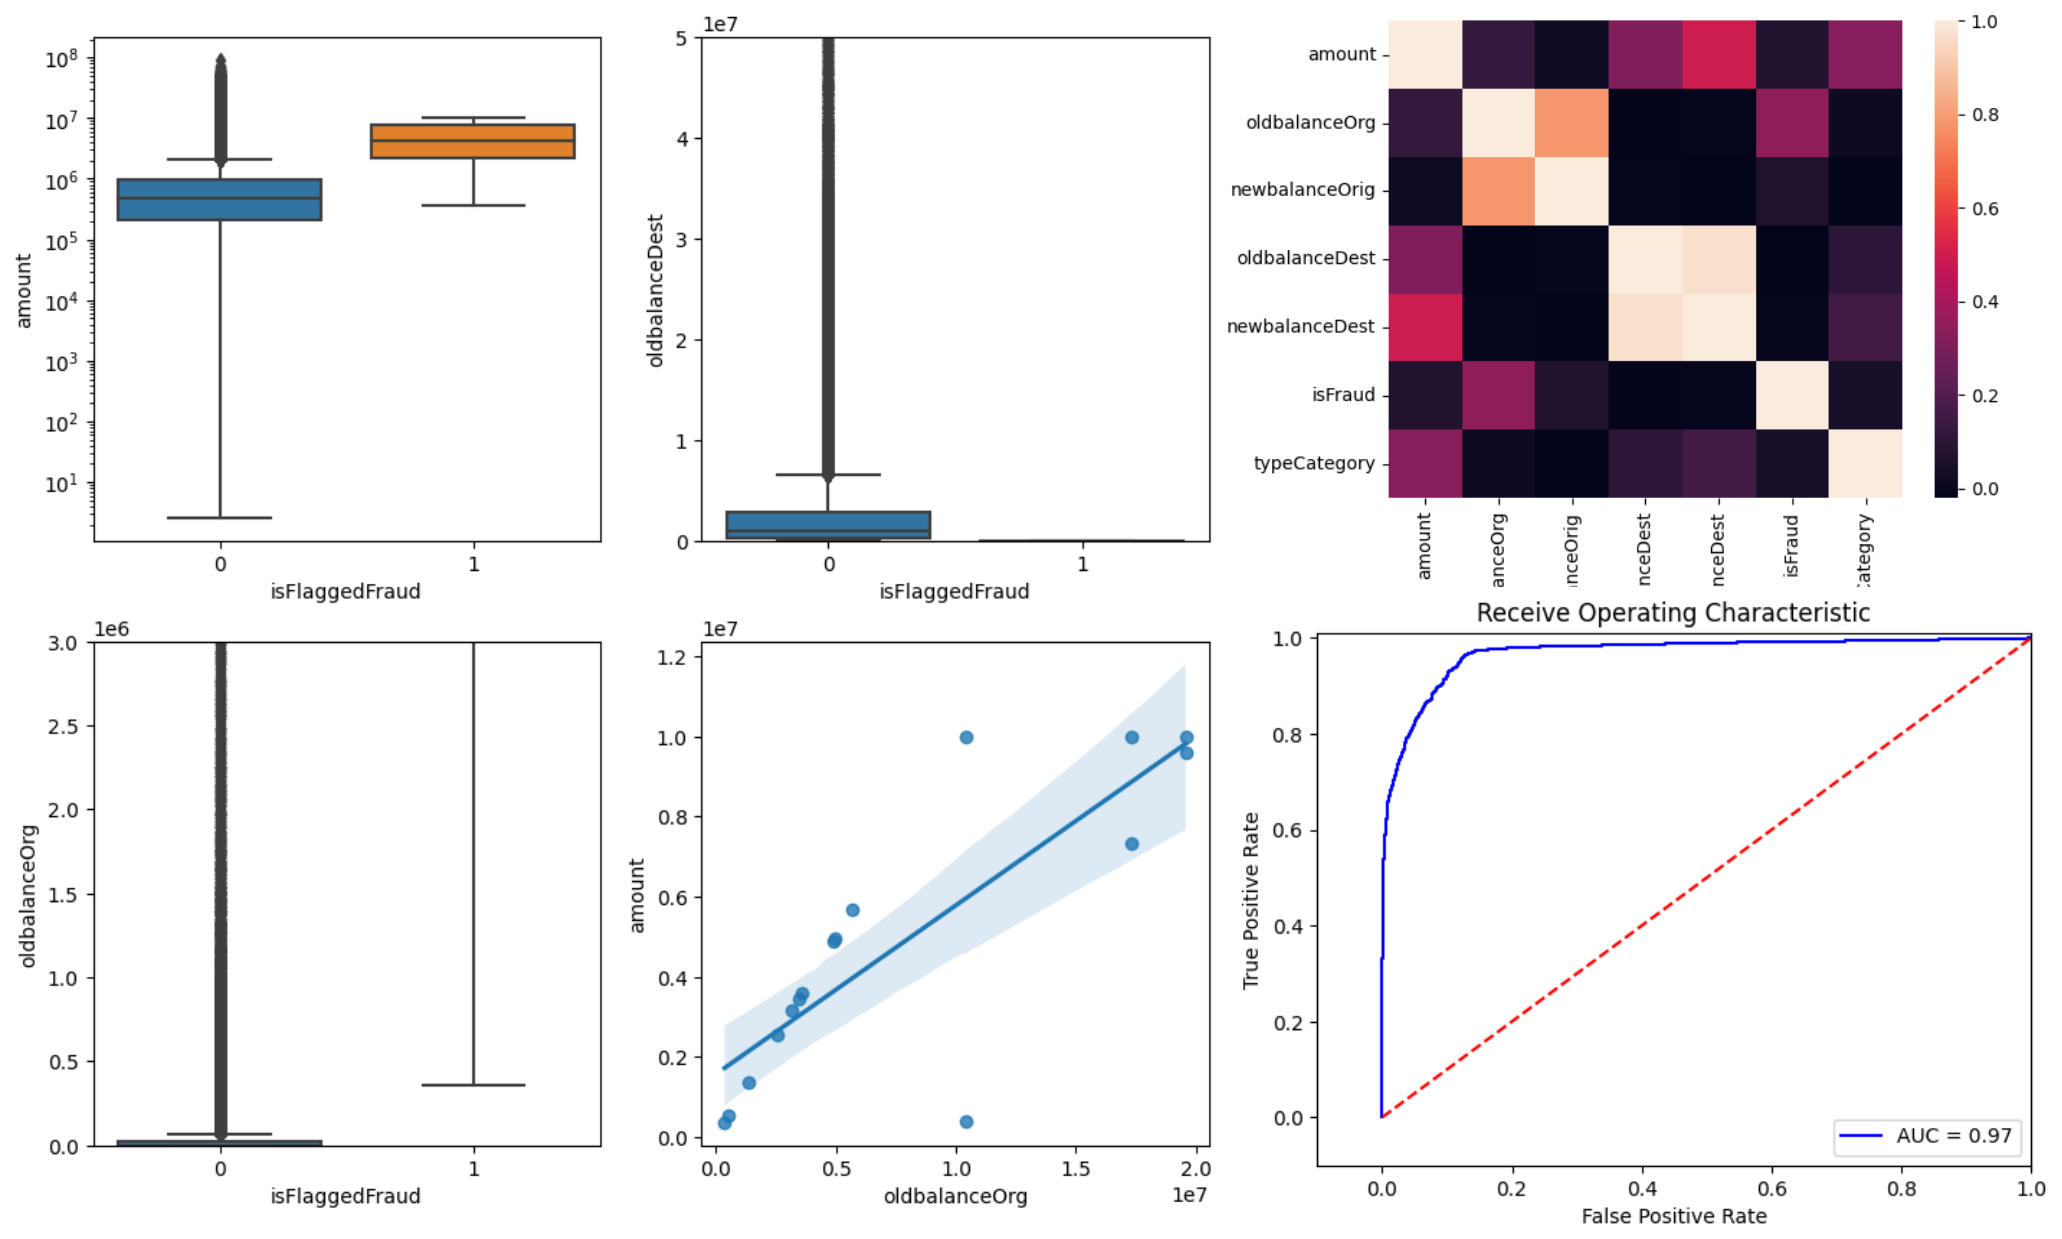 10^8
10^7
10^6
10^5
10^4
10^3
10^2
10^1
amount
0 1
isFlaggedFraud
1e7
5
4
3
2
1
0
oldbalanceDest
0 1
isFlaggedFraud
amount
oldbalanceOrg
newbalanceOrig
oldbalanceDest
newbalanceDest
isFraud
typeCategory
amount
anceOrg
nceOrig
nceDest
nceDest
isFraud
Category
1.0
0.8
0.6
0.4
0.2
0.0
1e6
3.0
2.5
2.0
1.5
1.0
0.5
0.0
oldbalanceOrg
0 1
isFlaggedFraud
1e7
1.2
1.0
0.8
0.6
0.4
0.2
0.0
amount
0.0 0.5 1.0 1.5 2.0
1e7
oldbalanceOrg
Receive Operating Characteristic
1.0
0.8
0.6
0.4
0.2
0.0
True Positive Rate
AUC = 0.97
0.0 0.2 0.4 0.6 0.8 1.0
False Positive Rate